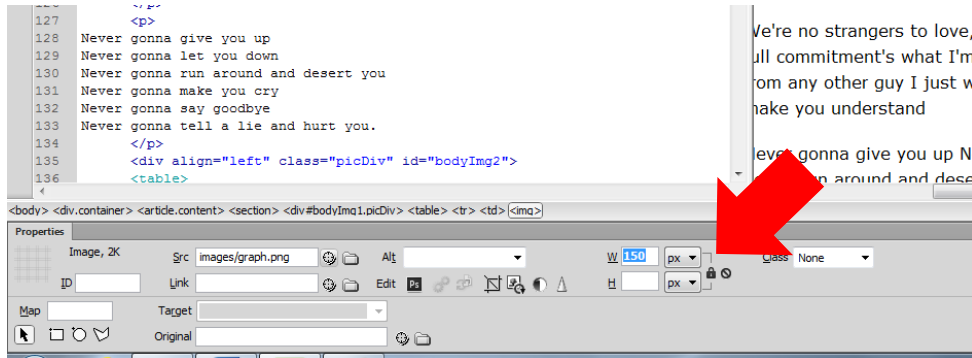 127 <p>
128 Never gonna give you up
129 Never gonna let you down
130 Never gonna run around and desert you
131 Never gonna make you cry
132 Never gonna say goodbye
133 Never gonna tell a lie and hurt you.
134 </p>
135 <div align="left" class="picDiv" id="bodyImg2">
136 <table>
We're no strangers to love,
commitment's what I'm
any other guy I just
make you understand
gonna give you up
around and
<body> <div.container> <article.content> <section> <div#bodyImg1.picDiv> <table> <tr> <td> <img>
Properties
Image, 2K Src images/graph.png Alt W 150 px Class None
ID Link Edit Ps H px
Map Target
Original